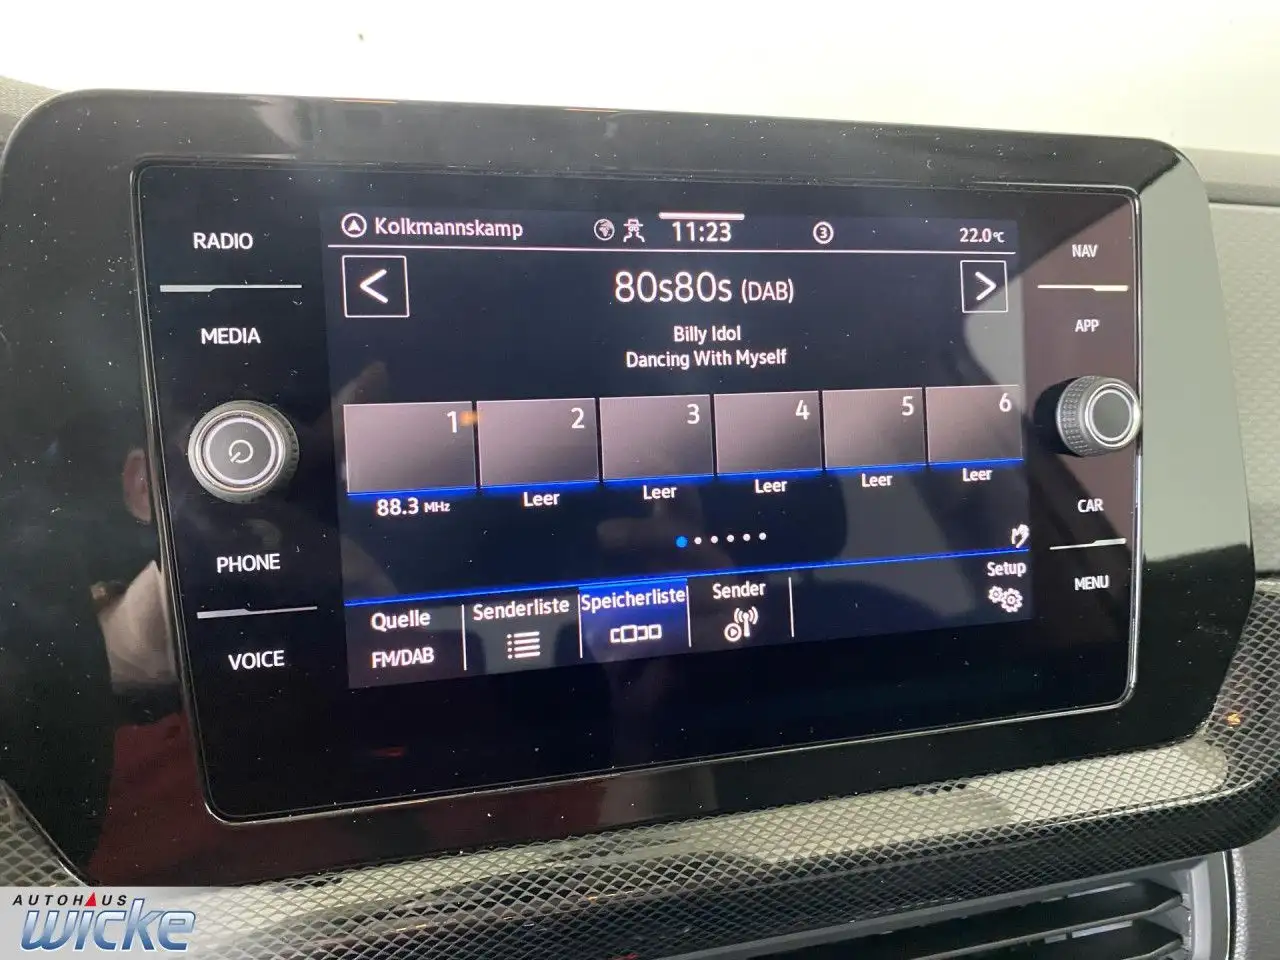 RADIO
MEDIA
PHONE
VOICE
Kolkmannskamp
11:23
3
22.0°C
80s80s (DAB)
Billy Idol
Dancing With Myself
1 2 3 4 5 6
88.3 MHz Leer Leer Leer Leer Leer
Quelle
FM/DAB
Senderliste
Speicherliste
Sender
Setup
NAV
APP
CAR
MENU
AUTOHAUS
wicke